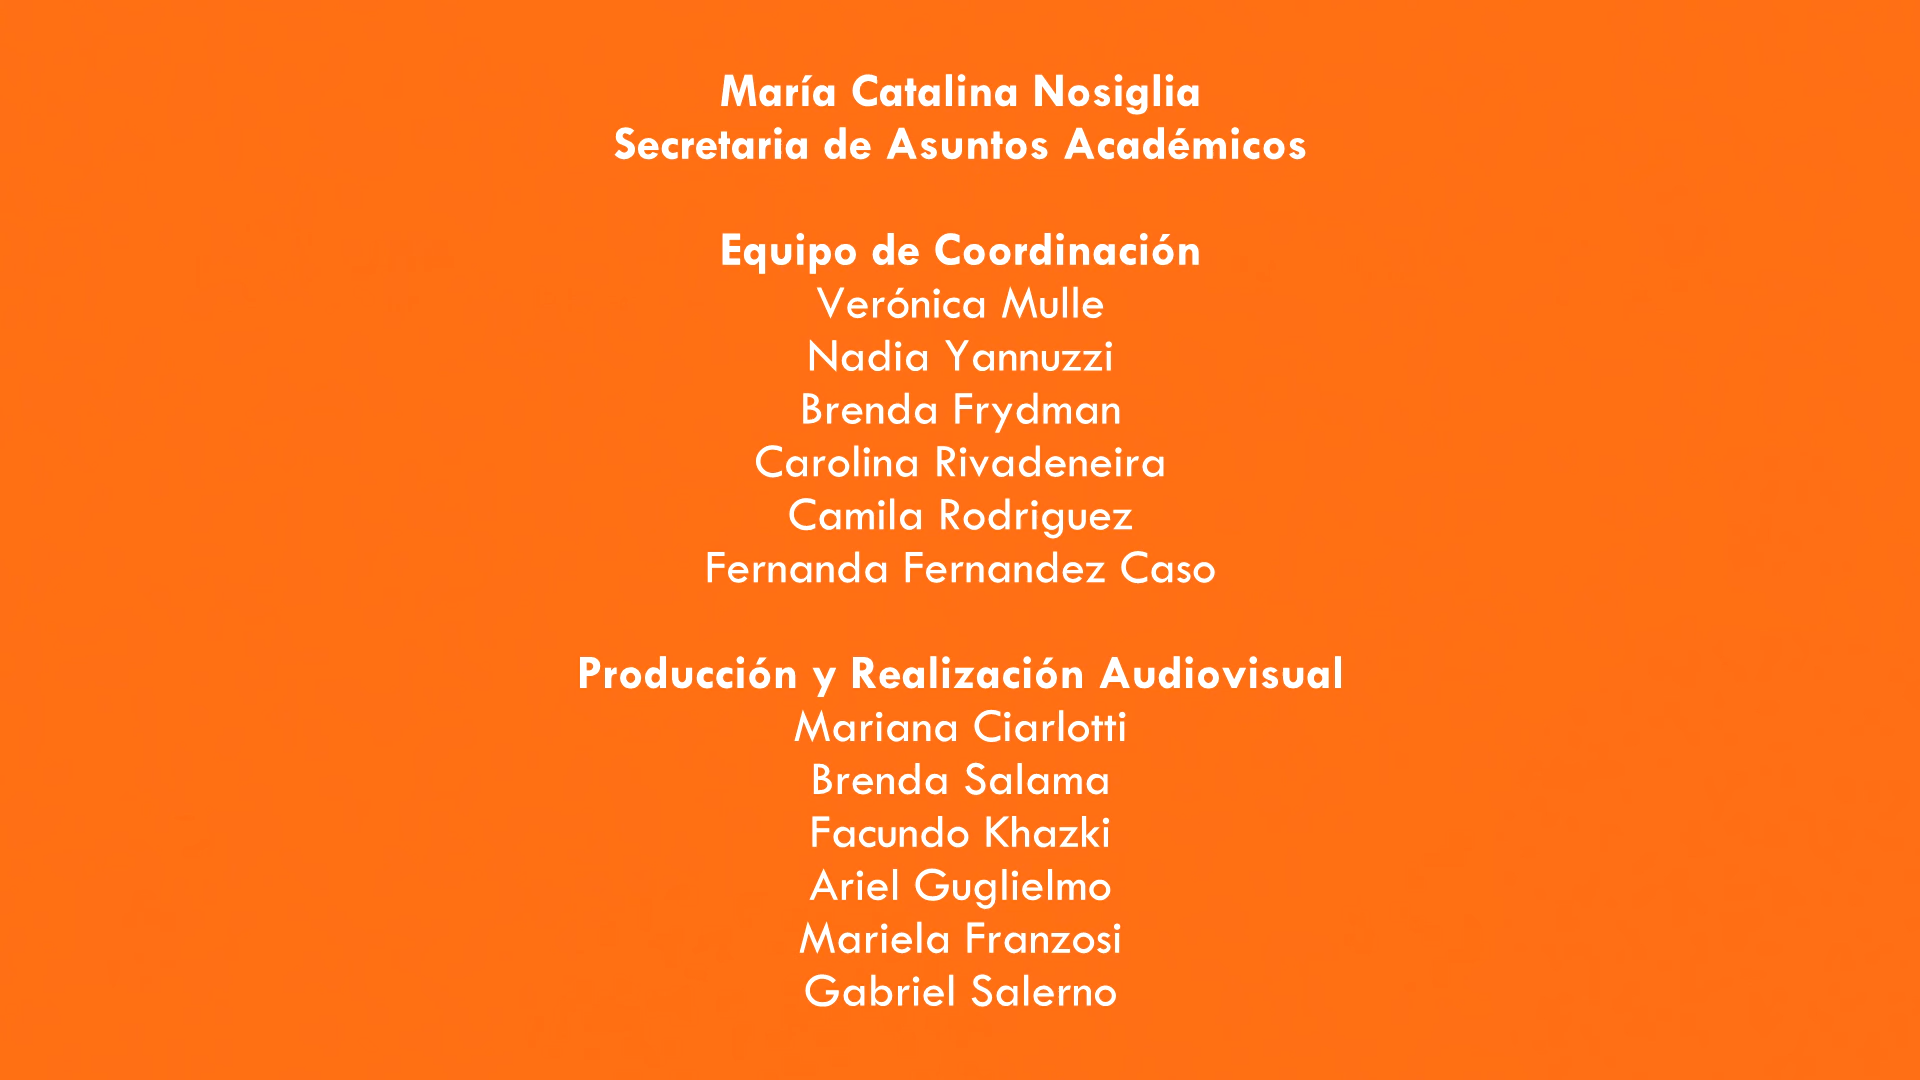 María Catalina Nosiglia
Secretaria de Asuntos Académicos
Equipo de Coordinación
Verónica Mulle
Nadia Yannuzzi
Brenda Frydman
Carolina Rivadeneira
Camila Rodriguez
Fernanda Fernandez Caso
Producción y Realización Audiovisual
Mariana Ciarlotti
Brenda Salama
Facundo Khazki
Ariel Guglielmo
Mariela Franzosi
Gabriel Salerno